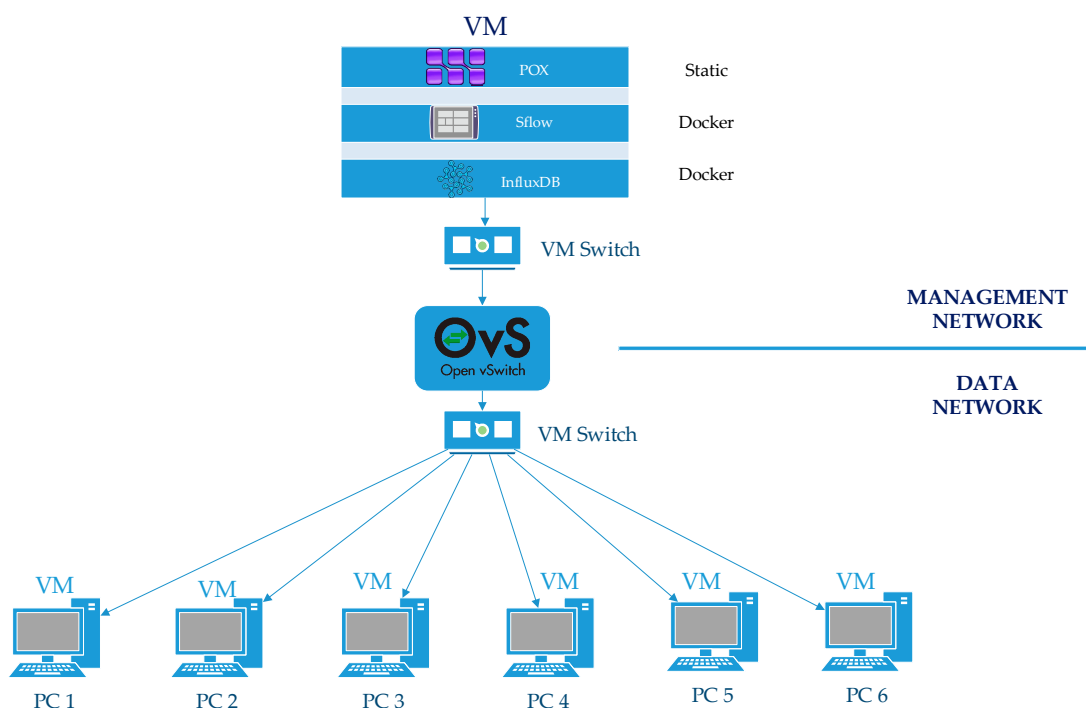 VM
POX
Static
Sflow
Docker
InfluxDB
Docker
VM Switch
MANAGEMENT
NETWORK
OvS
Open vSwitch
DATA
NETWORK
VM Switch
VM
VM
VM
VM
VM
VM
PC 1
PC 2
PC 3
PC 4
PC 5
PC 6